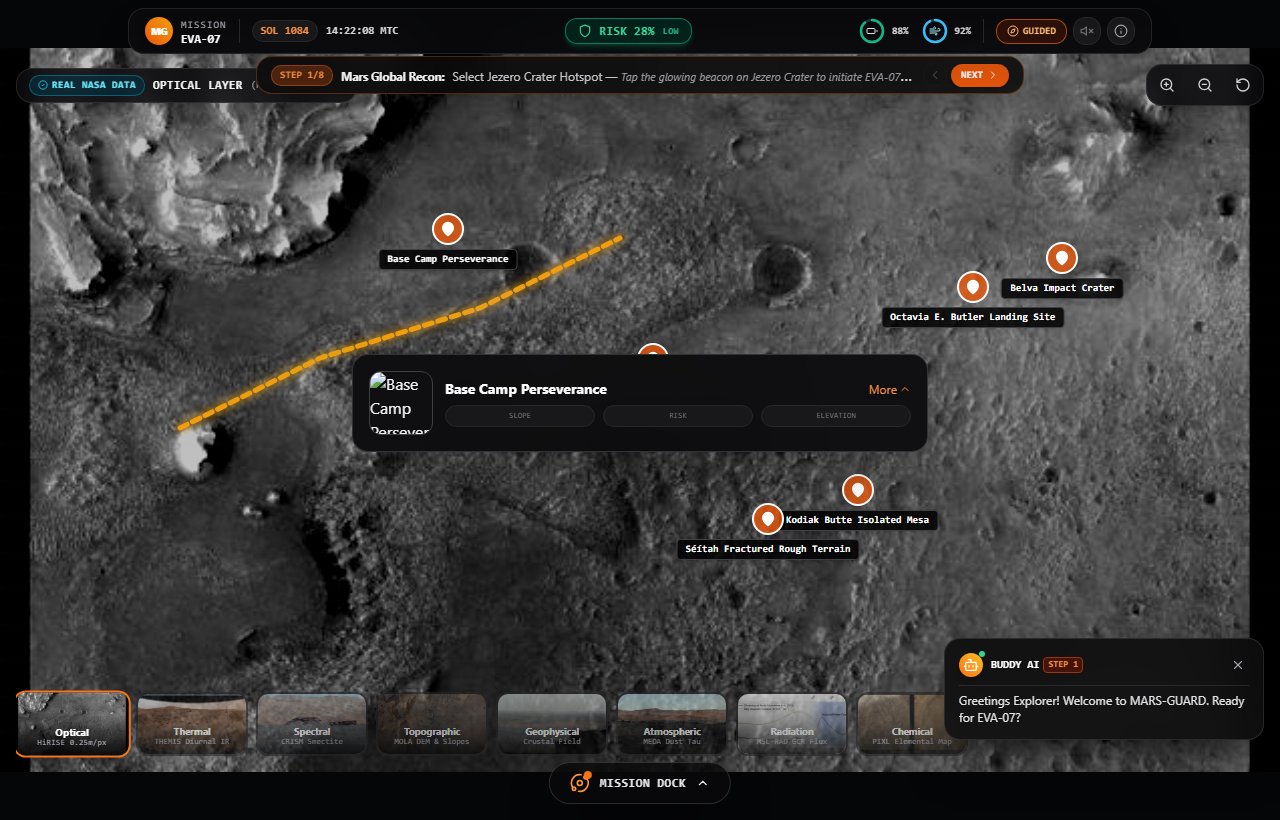 MG
MISSION
EVA-07
SOL 1084
14:22:08 MTC
RISK 28% LOW
88%
92%
GUIDED
STEP 1/8
Mars Global Recon: Select Jezero Crater Hotspot — Tap the glowing beacon on Jezero Crater to initiate EVA-07...
NEXT
REAL NASA DATA
OPTICAL LAYER
Base Camp Perseverance
Belva Impact Crater
Octavia E. Butler Landing Site
Base
Camp
Persever
Base Camp Perseverance
More
SLOPE
RISK
ELEVATION
Kodiak Butte Isolated Mesa
Séítah Fractured Rough Terrain
BUDDY AI
STEP 1
Greetings Explorer! Welcome to MARS-GUARD. Ready
for EVA-07?
Optical
HiRISE 0.25m/px
Thermal
THEMIS Diurnal IR
Spectral
CRISM Smectite
Topographic
MOLA DEM & Slopes
Geophysical
Crustal Field
Atmospheric
MEDA Dust Tau
Radiation
MSL-RAD GCR Flux
Chemical
PIXL Elemental Map
MISSION DOCK